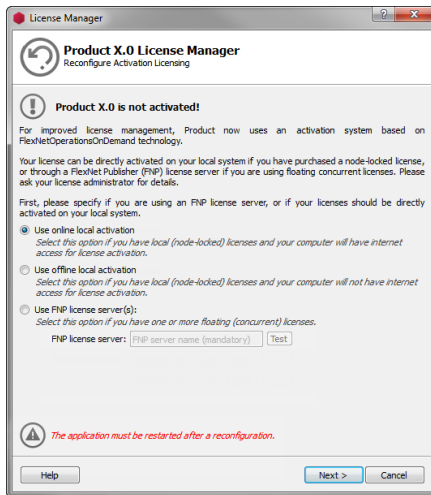 License Manager
?
X
Product X.0 License Manager
Reconfigure Activation Licensing
Product X.0 is not activated!
For improved license management, Product now uses an activation system based on
FlexNetOperationsOnDemand technology.
Your license can be directly activated on your local system if you have purchased a node-locked license,
or through a FlexNet Publisher (FNP) license server if you are using floating concurrent licenses. Please
ask your license administrator for details.
First, please specify if you are using an FNP license server, or if your licenses should be directly
activated on your local system.
Use online local activation
Select this option if you have local (node-locked) licenses and your computer will have internet
access for license activation.
Use offline local activation
Select this option if you have local (node-locked) licenses and your computer will not have internet
access for license activation.
Use FNP license server(s):
Select this option if you have one or more floating (concurrent) licenses.
FNP license server: FNP server name (mandatory) Test
The application must be restarted after a reconfiguration.
Help Next > Cancel